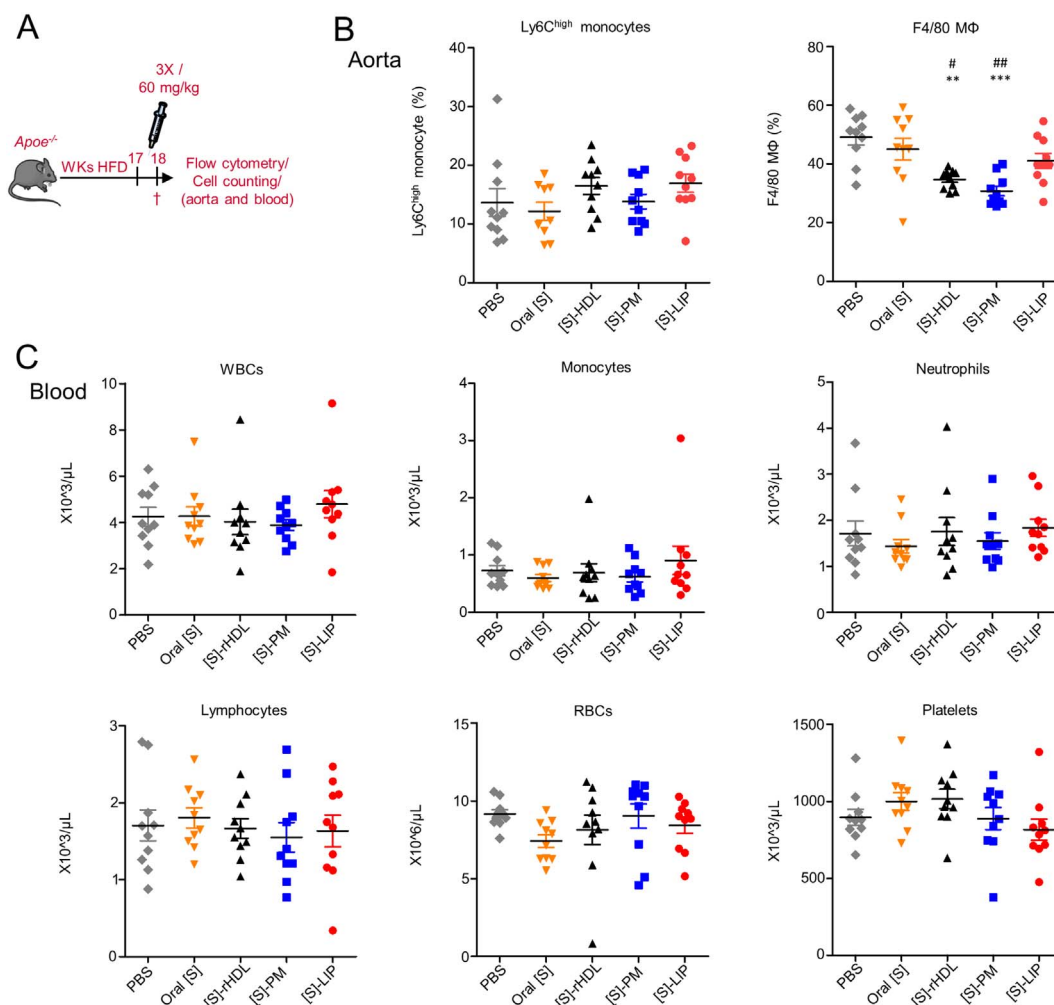 A
3X /
60 mg/kg
Apoe-/-
WKs HFD
17
18
†
Flow cytometry/
Cell counting/
(aorta and blood)
B
Aorta
Ly6Chigh monocytes
Ly6Chigh monocyte (%)
40
30
20
10
0
PBS
Oral [S]
[S]-HDL
[S]-PM
[S]-LIP
F4/80 MΦ
F4/80 MΦ (%)
80
60
40
20
0
#
**
##
***
PBS
Oral [S]
[S]-HDL
[S]-PM
[S]-LIP
C
Blood
WBCs
X10^3/µL
10
8
6
4
2
0
PBS
Oral [S]
[S]-rHDL
[S]-PM
[S]-LIP
Monocytes
X10^3/µL
4
3
2
1
0
PBS
Oral [S]
[S]-rHDL
[S]-PM
[S]-LIP
Neutrophils
X10^3/µL
5
4
3
2
1
0
PBS
Oral [S]
[S]-rHDL
[S]-PM
[S]-LIP
Lymphocytes
X10^3/µL
3
2
1
0
PBS
Oral [S]
[S]-rHDL
[S]-PM
[S]-LIP
RBCs
X10^6/µL
15
10
5
0
PBS
Oral [S]
[S]-rHDL
[S]-PM
[S]-LIP
Platelets
X10^3/µL
1500
1000
500
0
PBS
Oral [S]
[S]-rHDL
[S]-PM
[S]-LIP